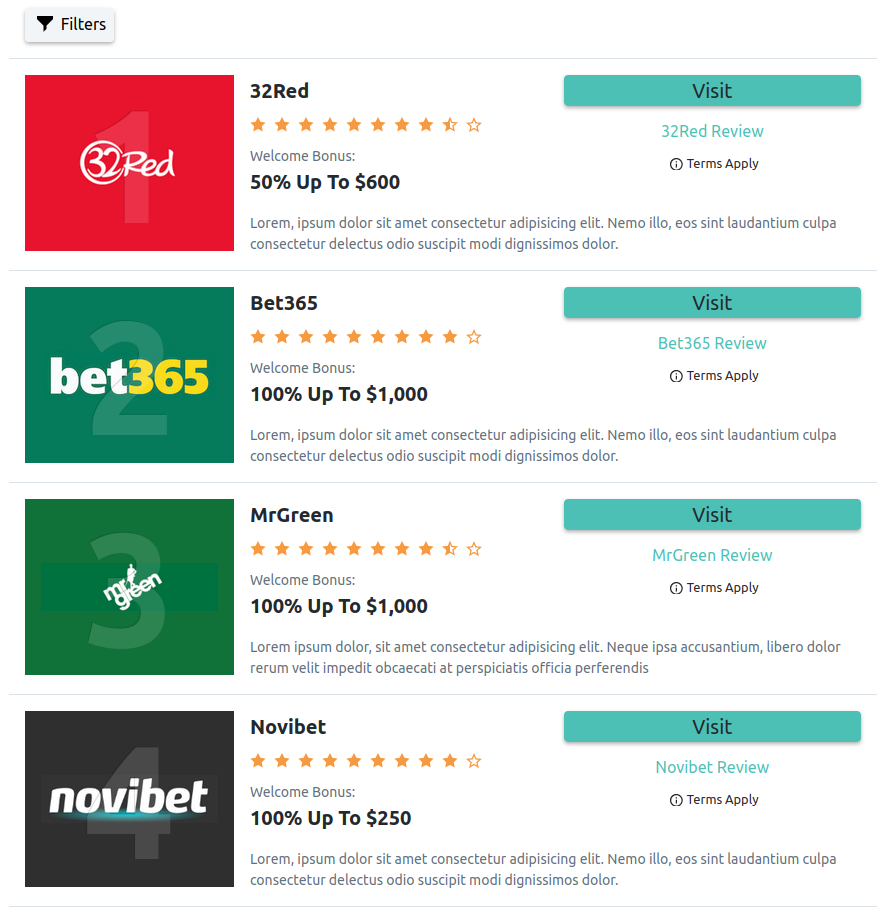 Filters
1
32Red
32Red
Welcome Bonus:
50% Up To $600
Lorem, ipsum dolor sit amet consectetur adipisicing elit. Nemo illo, eos sint laudantium culpa
consectetur delectus odio suscipit modi dignissimos dolor.
Visit
32Red Review
Terms Apply
2
bet365
Bet365
Welcome Bonus:
100% Up To $1,000
Lorem, ipsum dolor sit amet consectetur adipisicing elit. Nemo illo, eos sint laudantium culpa
consectetur delectus odio suscipit modi dignissimos dolor.
Visit
Bet365 Review
Terms Apply
3
mr
green
MrGreen
Welcome Bonus:
100% Up To $1,000
Lorem ipsum dolor, sit amet consectetur adipisicing elit. Neque ipsa accusantium, libero dolor
rerum velit impedit obcaecati at perspiciatis officia perferendis
Visit
MrGreen Review
Terms Apply
4
novibet
Novibet
Welcome Bonus:
100% Up To $250
Lorem, ipsum dolor sit amet consectetur adipisicing elit. Nemo illo, eos sint laudantium culpa
consectetur delectus odio suscipit modi dignissimos dolor.
Visit
Novibet Review
Terms Apply